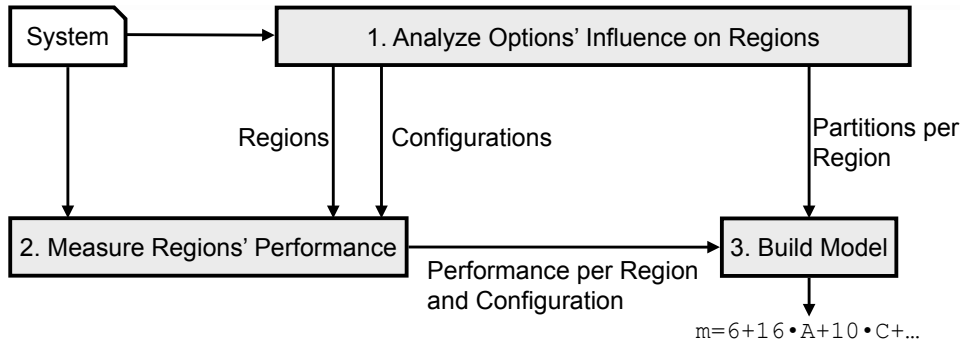 System
1. Analyze Options’ Influence on Regions
Regions
Configurations
Partitions per
Region
2. Measure Regions’ Performance
3. Build Model
Performance per Region
and Configuration
m=6+16•A+10•C+…